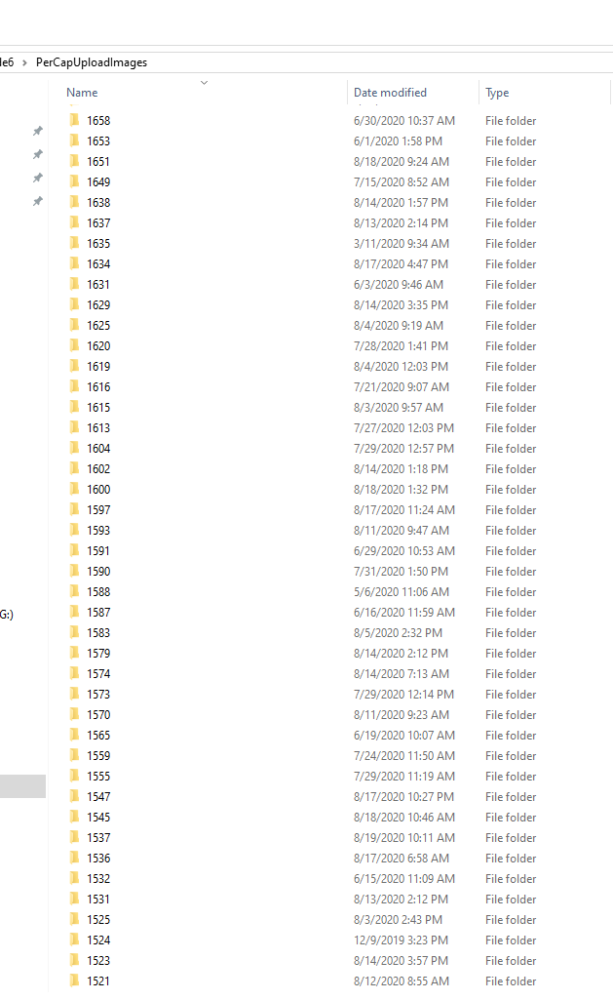 le6 > PerCapUploadImages
Name Date modified Type
1658 6/30/2020 10:37 AM File folder
1653 6/1/2020 1:58 PM File folder
1651 8/18/2020 9:24 AM File folder
1649 7/15/2020 8:52 AM File folder
1638 8/14/2020 1:57 PM File folder
1637 8/13/2020 2:14 PM File folder
1635 3/11/2020 9:34 AM File folder
1634 8/17/2020 4:47 PM File folder
1631 6/3/2020 9:46 AM File folder
1629 8/14/2020 3:35 PM File folder
1625 8/4/2020 9:19 AM File folder
1620 7/28/2020 1:41 PM File folder
1619 8/4/2020 12:03 PM File folder
1616 7/21/2020 9:07 AM File folder
1615 8/3/2020 9:57 AM File folder
1613 7/27/2020 12:03 PM File folder
1604 7/29/2020 12:57 PM File folder
1602 8/14/2020 1:18 PM File folder
1600 8/18/2020 1:32 PM File folder
1597 8/17/2020 11:24 AM File folder
1593 8/11/2020 9:47 AM File folder
1591 6/29/2020 10:53 AM File folder
1590 7/31/2020 1:50 PM File folder
1588 5/6/2020 11:06 AM File folder
G:) 1587 6/16/2020 11:59 AM File folder
1583 8/5/2020 2:32 PM File folder
1579 8/14/2020 2:12 PM File folder
1574 8/14/2020 7:13 AM File folder
1573 7/29/2020 12:14 PM File folder
1570 8/11/2020 9:23 AM File folder
1565 6/19/2020 10:07 AM File folder
1559 7/24/2020 11:50 AM File folder
1555 7/29/2020 11:19 AM File folder
1547 8/17/2020 10:27 PM File folder
1545 8/18/2020 10:46 AM File folder
1537 8/19/2020 10:11 AM File folder
1536 8/17/2020 6:58 AM File folder
1532 6/15/2020 11:09 AM File folder
1531 8/13/2020 2:12 PM File folder
1525 8/3/2020 2:43 PM File folder
1524 12/9/2019 3:23 PM File folder
1523 8/14/2020 3:57 PM File folder
1521 8/12/2020 8:55 AM File folder